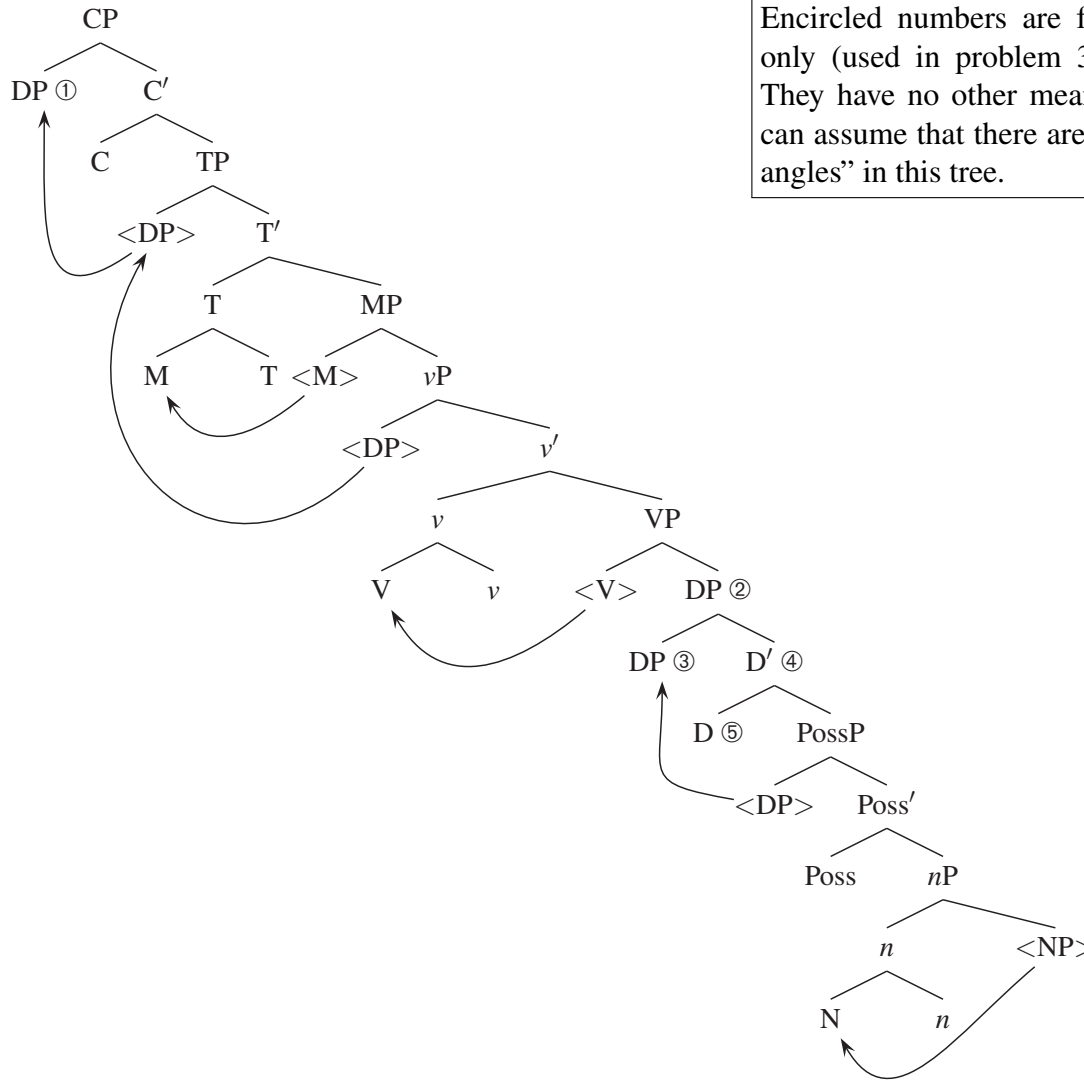 CP
DP ① C′
C TP
<DP> T′
T MP
M T <M> vP
<DP> v′
v VP
V v <V> DP ②
DP ③ D′ ④
D ⑤ PossP
<DP> Poss′
Poss nP
n <NP>
N n
Encircled numbers are
only (used in problem 3
They have no other
can assume that there are
angles” in this tree.